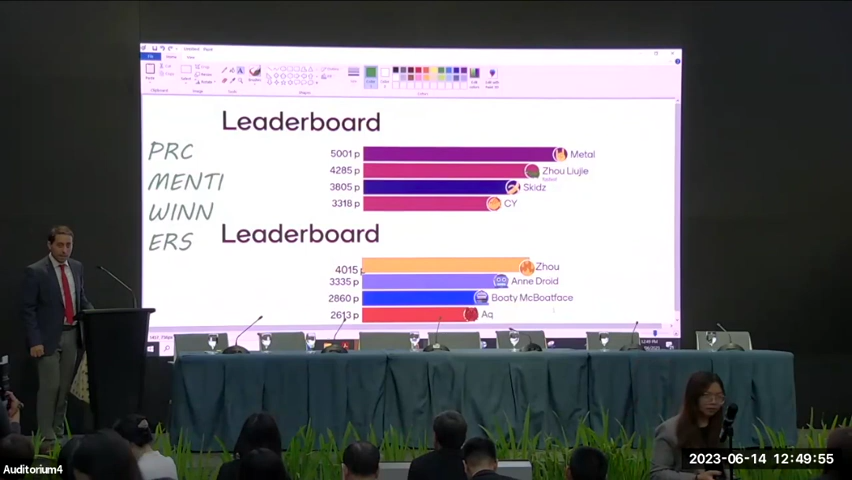 Leaderboard
PRC
MENTI
WINN
ERS
5001 p Metal
4285 p Zhou Liujie
3805 p Skidz
3318 p CY
Leaderboard
4015 p Zhou
3335 p Anne Droid
2860 p Boaty McBoatface
2613 p Aq
Auditorium4
2023-06-14 12:49:55